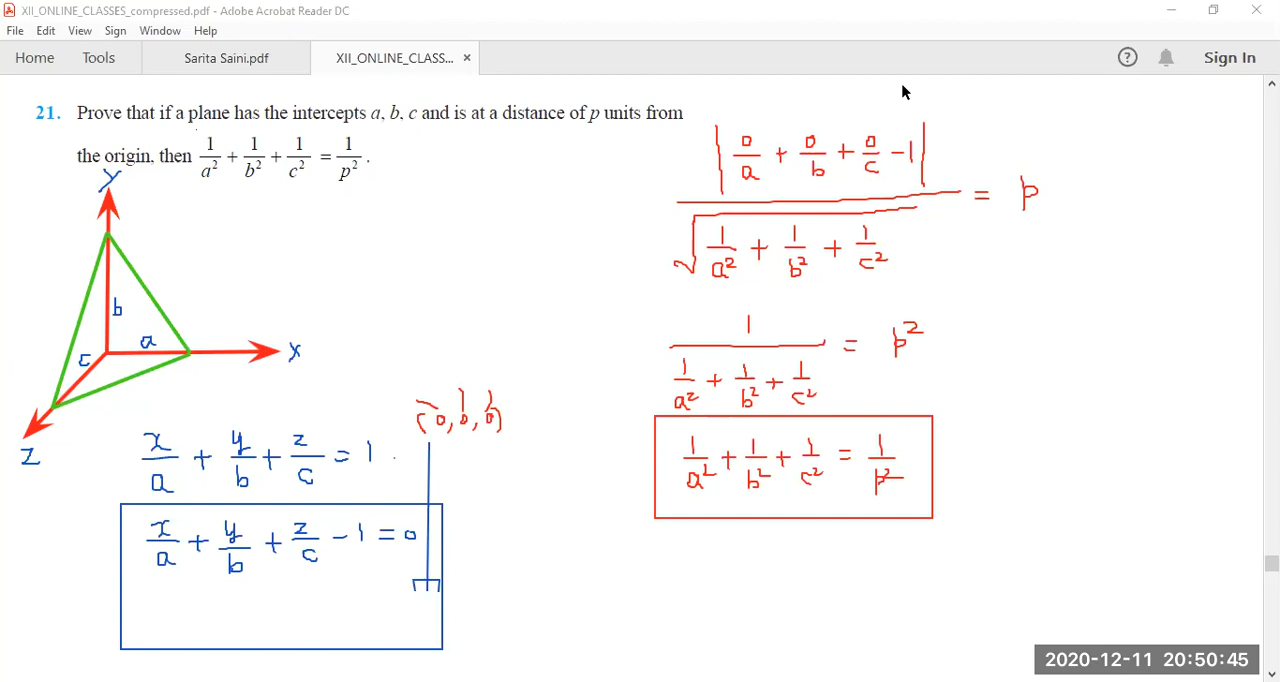 XII_ONLINE_CLASSES_compressed.pdf - Adobe Acrobat Reader DC
File Edit View Sign Window Help
Home Tools Sarita Saini.pdf XII_ONLINE_CLASS... × Sign In
21. Prove that if a plane has the intercepts a, b, c and is at a distance of p units from
the origin, then 1/a² + 1/b² + 1/c² = 1/p².
Y
b
a
c
X
Z
x/a + y/b + z/c = 1
x/a + y/b + z/c - 1 = 0
(0, 0, 0)
|0/a + 0/b + 0/c - 1| / √(1/a² + 1/b² + 1/c²) = p
1 / (1/a² + 1/b² + 1/c²) = p²
1/a² + 1/b² + 1/c² = 1/p²
2020-12-11 20:50:45